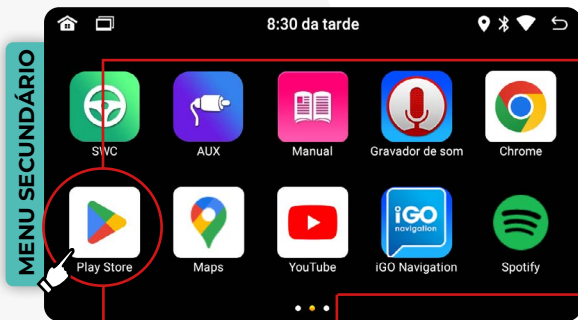 MENU SECUNDÁRIO
8:30 da tarde
SWC
AUX
Manual
Gravador de som
Chrome
iGO
navigation
Play Store
Maps
YouTube
iGO Navigation
Spotify